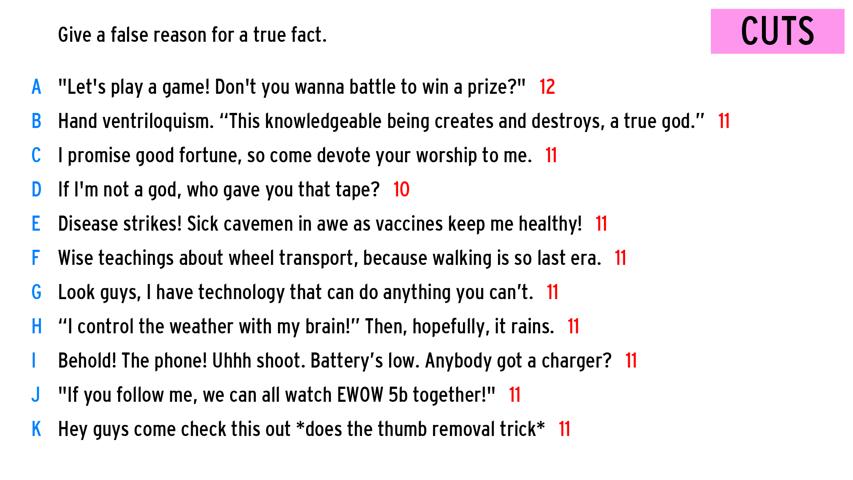 Give a false reason for a true fact.
CUTS
A "Let's play a game! Don't you wanna battle to win a prize?" 12
B Hand ventriloquism. “This knowledgeable being creates and destroys, a true god.” 11
C I promise good fortune, so come devote your worship to me. 11
D If I'm not a god, who gave you that tape? 10
E Disease strikes! Sick cavemen in awe as vaccines keep me healthy! 11
F Wise teachings about wheel transport, because walking is so last era. 11
G Look guys, I have technology that can do anything you can’t. 11
H “I control the weather with my brain!” Then, hopefully, it rains. 11
I Behold! The phone! Uhhh shoot. Battery’s low. Anybody got a charger? 11
J "If you follow me, we can all watch EWOW 5b together!" 11
K Hey guys come check this out *does the thumb removal trick* 11